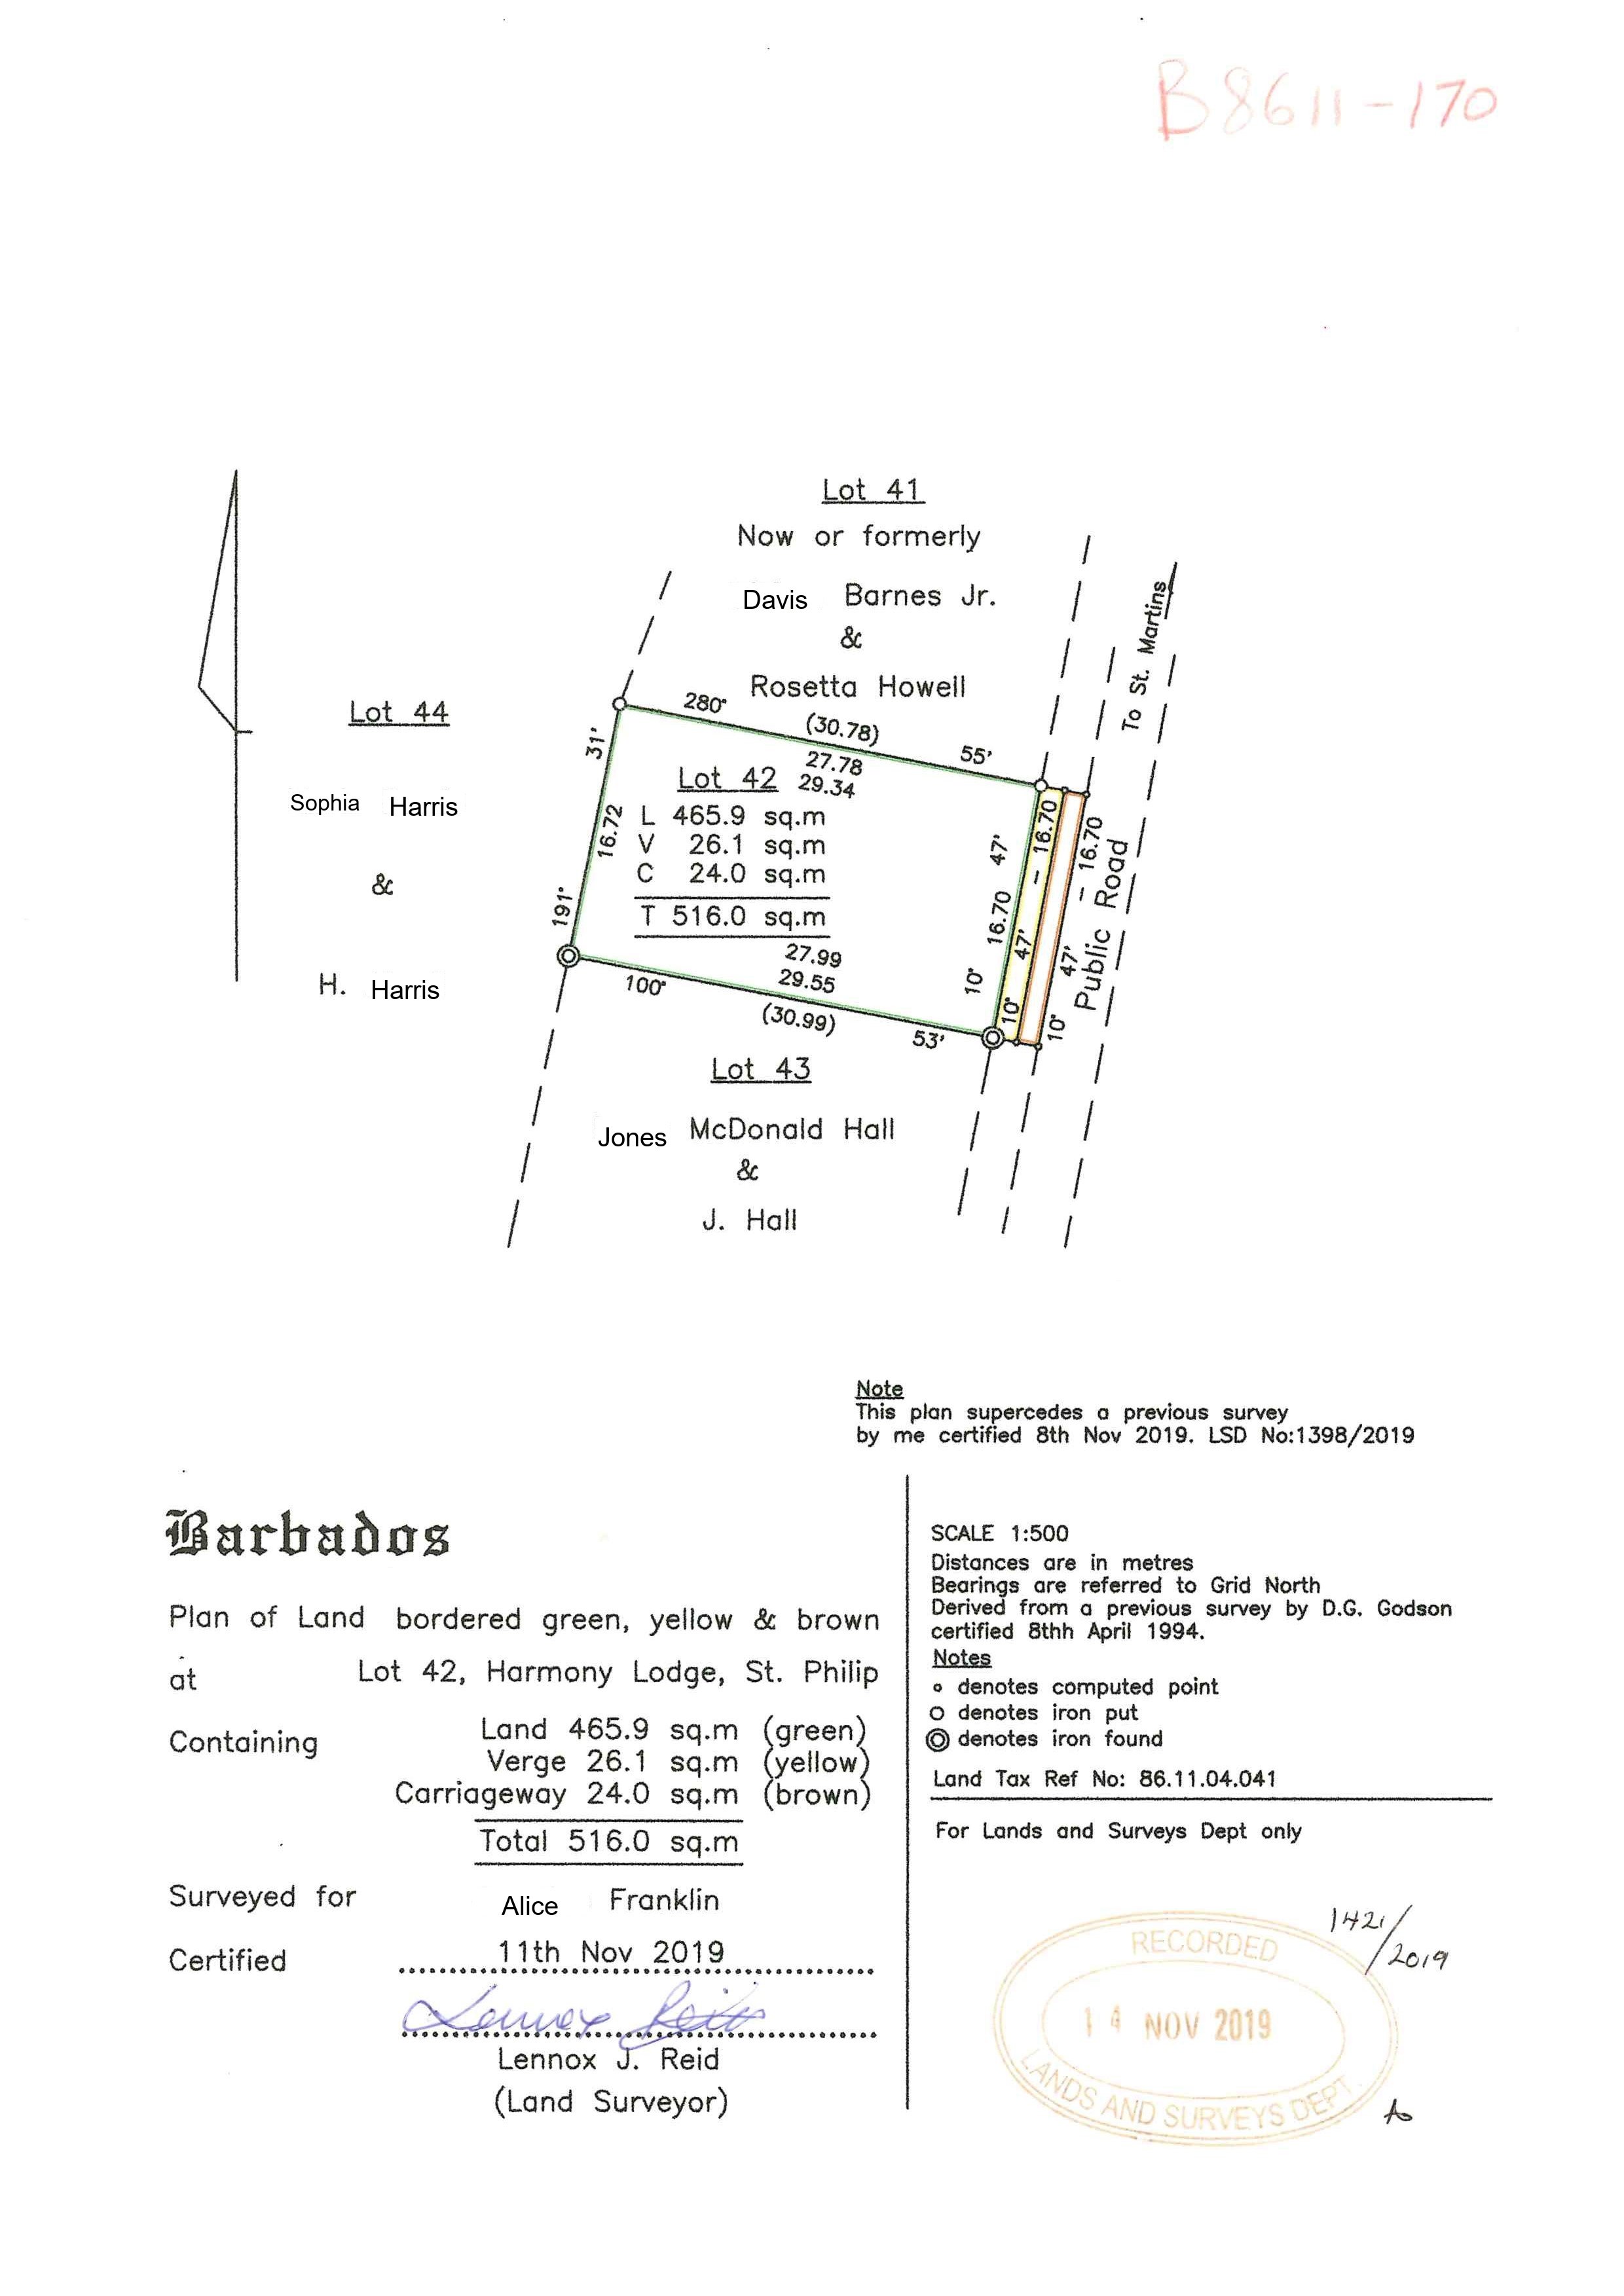 B8611-170
Lot 41
Now or formerly
Davis Barnes Jr.
&
Rosetta Howell
To St. Martins
Lot 44
Sophia Harris
&
H. Harris
280°
(30.78)
55'
27.78
29.34
31'
16.72
191°
Lot 42
L 465.9 sq.m
V 26.1 sq.m
C 24.0 sq.m
T 516.0 sq.m
27.99
29.55
100°
(30.99)
53'
10° 16.70 47'
10° 47' – 16.70
10° 47' – 16.70
Public Road
Lot 43
Jones McDonald Hall
&
J. Hall
Note
This plan supercedes a previous survey
by me certified 8th Nov 2019. LSD No:1398/2019
Barbados
Plan of Land bordered green, yellow & brown
at Lot 42, Harmony Lodge, St. Philip
Containing Land 465.9 sq.m (green)
Verge 26.1 sq.m (yellow)
Carriageway 24.0 sq.m (brown)
Total 516.0 sq.m
Surveyed for Alice Franklin
Certified 11th Nov 2019
Lennox Reid
Lennox J. Reid
(Land Surveyor)
SCALE 1:500
Distances are in metres
Bearings are referred to Grid North
Derived from a previous survey by D.G. Godson
certified 8thh April 1994.
Notes
denotes computed point
denotes iron put
denotes iron found
Land Tax Ref No: 86.11.04.041
For Lands and Surveys Dept only
1421/2019
RECORDED
14 NOV 2019
LANDS AND SURVEYS DEPT.